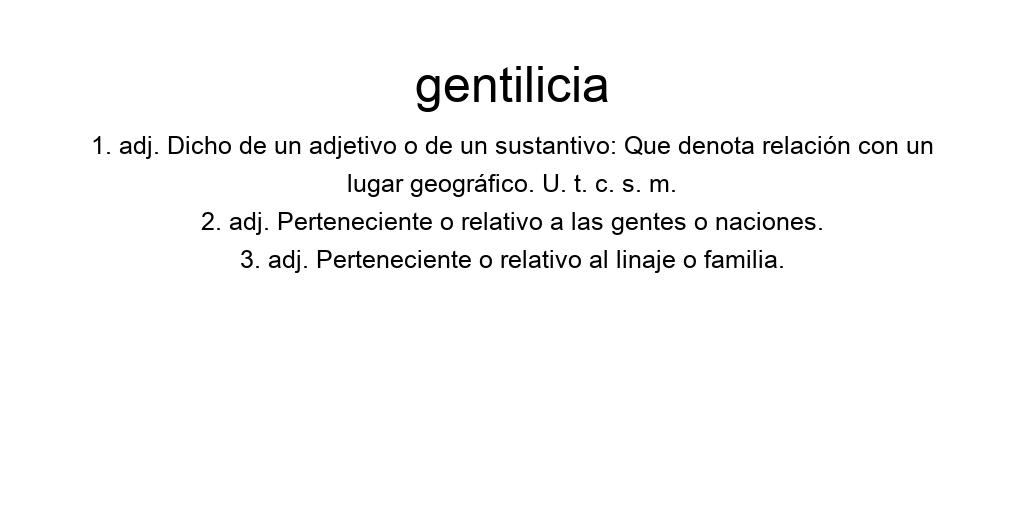 gentilicia
1. adj. Dicho de un adjetivo o de un sustantivo: Que denota relación con un
lugar geográfico. U. t. c. s. m.
2. adj. Perteneciente o relativo a las gentes o naciones.
3. adj. Perteneciente o relativo al linaje o familia.